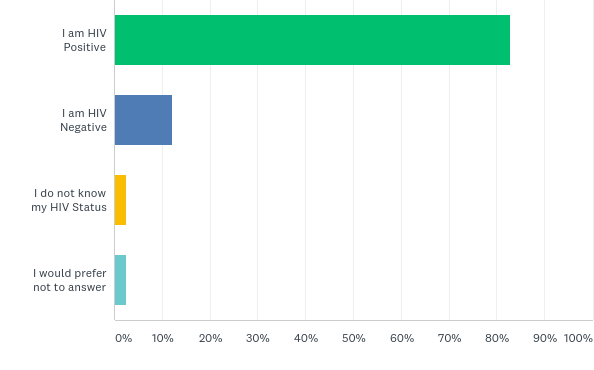 I am HIV
Positive
I am HIV
Negative
I do not know
my HIV Status
I would prefer
not to answer
0% 10% 20% 30% 40% 50% 60% 70% 80% 90% 100%